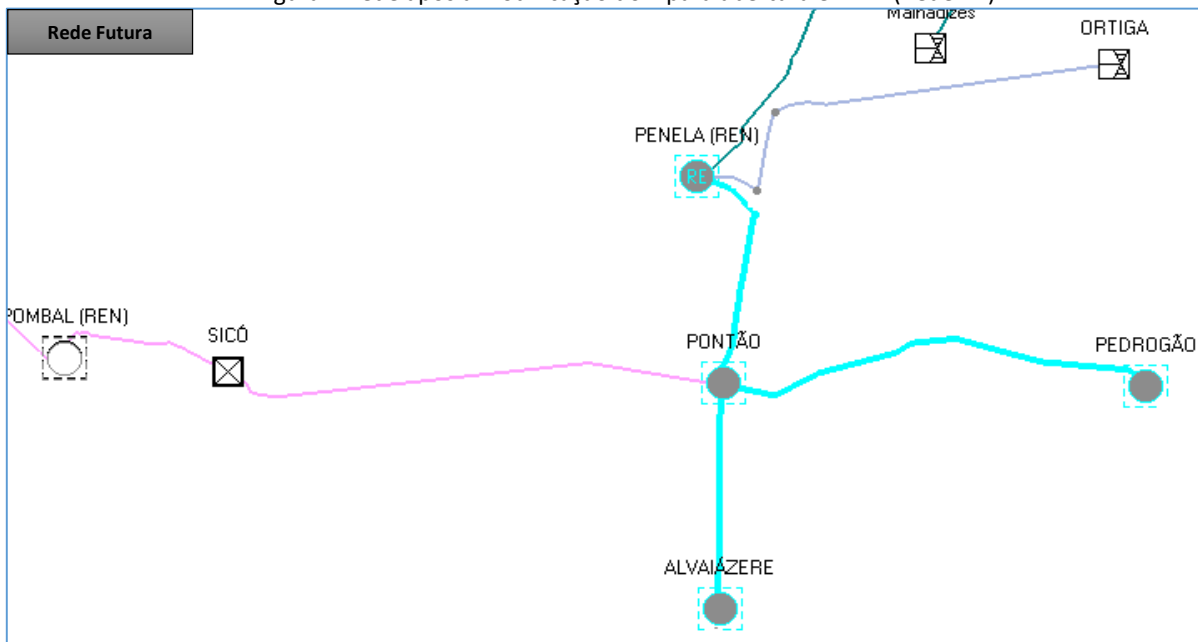 Rede Futura
ORTIGA
PENELA (REN)
RE
POMBAL (REN)
SICÓ
PONTÃO
PEDROGÃO
ALVAIÁZERE